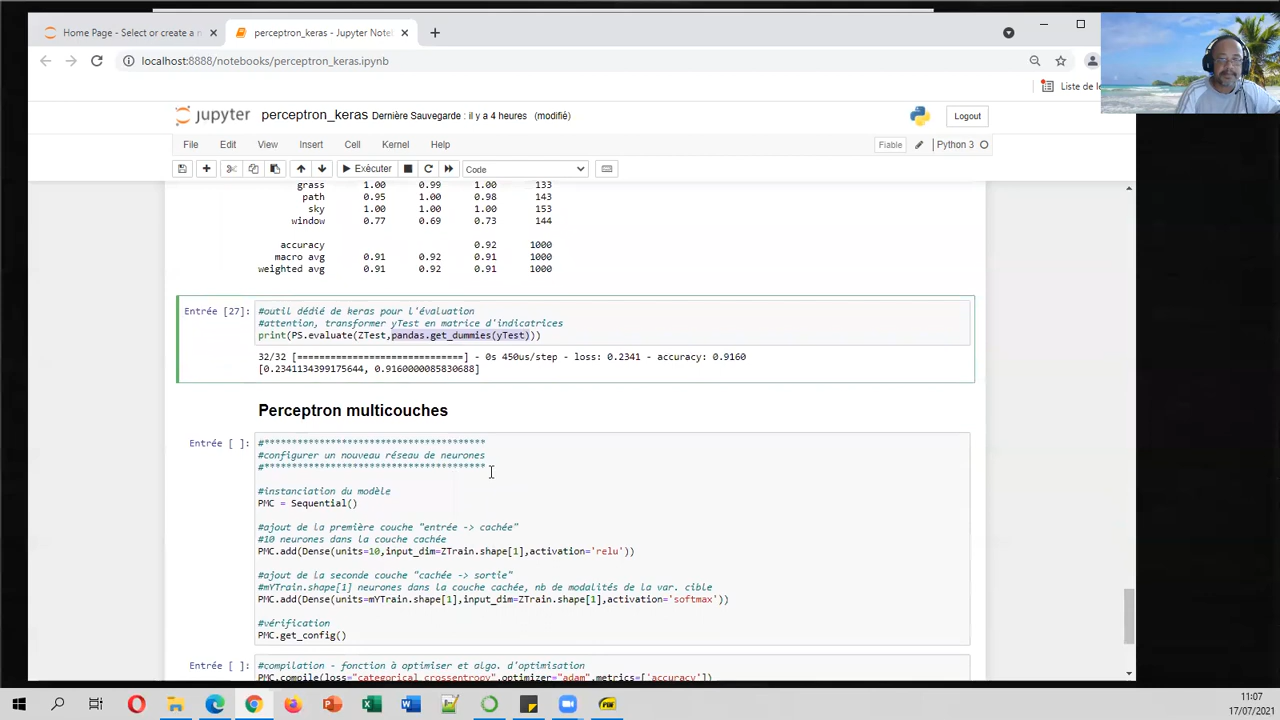 Home Page - Select or create a n
perceptron_keras - Jupyter Note
localhost:8888/notebooks/perceptron_keras.ipynb
Liste de le
jupyter perceptron_keras Dernière Sauvegarde : il y a 4 heures (modifié)
Logout
File Edit View Insert Cell Kernel Help
Fiable Python 3
Exécuter Code
grass 1.00 0.99 1.00 133
path 0.95 1.00 0.98 143
sky 1.00 1.00 1.00 153
window 0.77 0.69 0.73 144
accuracy 0.92 1000
macro avg 0.91 0.92 0.91 1000
weighted avg 0.91 0.92 0.91 1000
Entrée [27]:
#outil dédié de keras pour l'évaluation
#attention, transformer yTest en matrice d'indicatrices
print(PS.evaluate(ZTest,pandas.get_dummies(yTest)))
32/32 [==============================] - 0s 450us/step - loss: 0.2341 - accuracy: 0.9160
[0.2341134399175644, 0.9160000085830688]
Perceptron multicouches
Entrée [ ]:
#****************************************
#configurer un nouveau réseau de neurones
#****************************************
#instanciation du modèle
PMC = Sequential()
#ajout de la première couche "entrée -> cachée"
#10 neurones dans la couche cachée
PMC.add(Dense(units=10,input_dim=ZTrain.shape[1],activation='relu'))
#ajout de la seconde couche "cachée -> sortie"
#mYTrain.shape[1] neurones dans la couche cachée, nb de modalités de la var. cible
PMC.add(Dense(units=mYTrain.shape[1],input_dim=ZTrain.shape[1],activation='softmax'))
#vérification
PMC.get_config()
Entrée [ ]:
#compilation - fonction à optimiser et algo. d'optimisation
PMC.compile(loss="categorical_crossentropy",optimizer="adam",metrics=['accuracy'])
11:07
17/07/2021